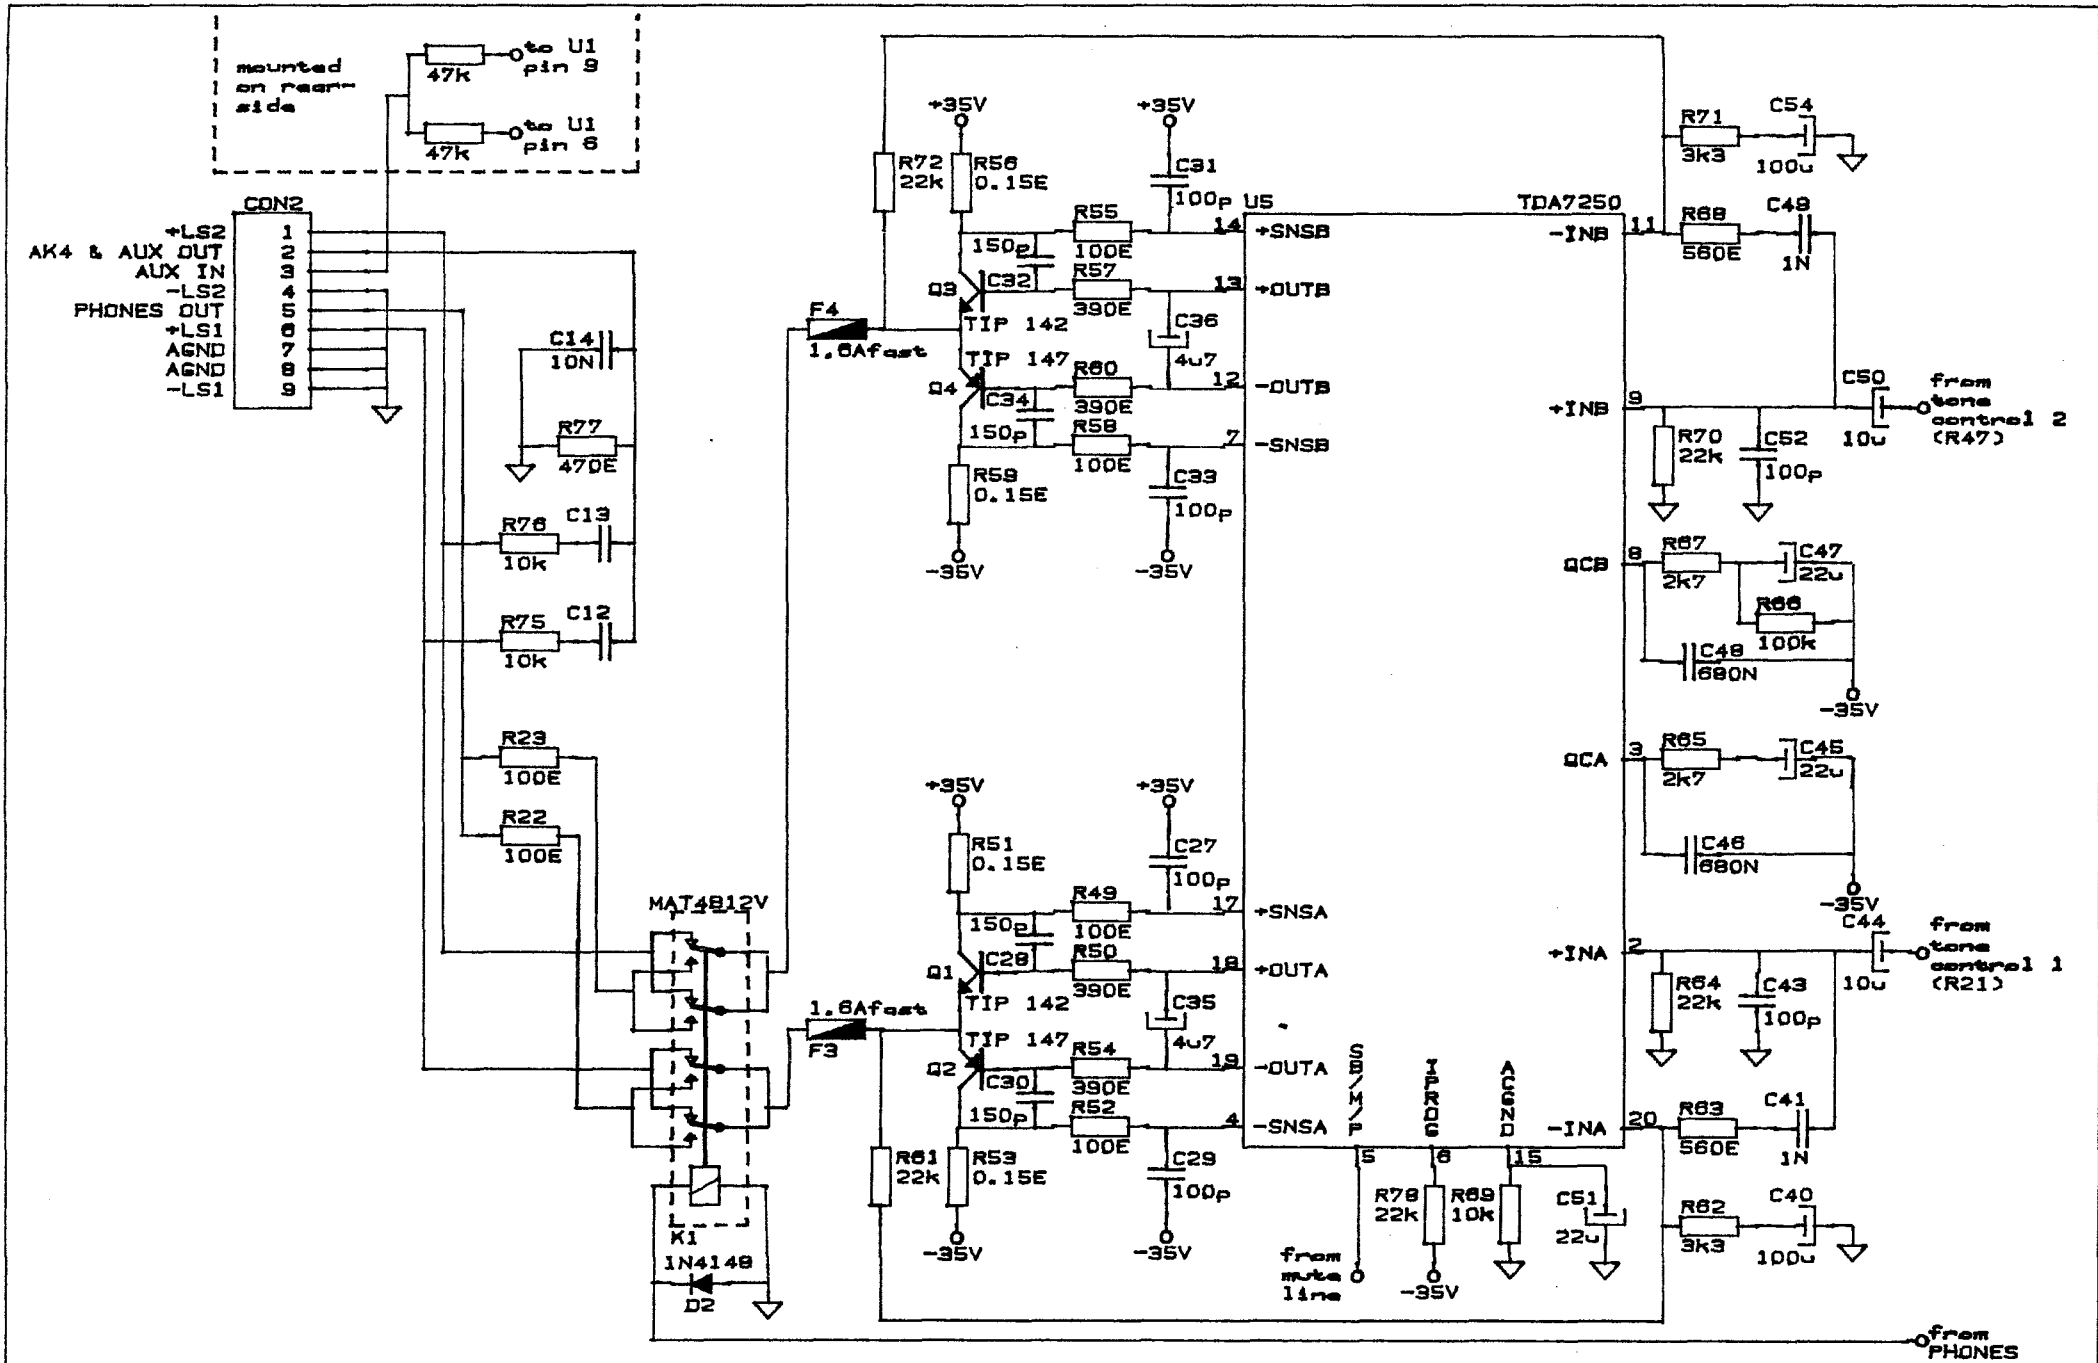 mounted
on rear-
side
47k
to U1
pin 9
47k
to U1
pin 6
CON2
+LS2 1
AK4 & AUX OUT 2
AUX IN 3
-LS2 4
PHONES OUT 5
+LS1 6
AGND 7
AGND 8
-LS1 9
C14
10N
R77
470E
R76
10k
C13
R75
10k
C12
R23
100E
R22
100E
MAT4B12V
K1
1N4148
D2
F4
1.6Afast
1.6Afast
F3
R72
22k
+35V
R56
0.15E
+35V
C31
100p
150p
C32
R55
100E
R57
390E
Q3
TIP 142
C36
4u7
TIP 147
Q4
R60
390E
C34
150p
R58
100E
R59
0.15E
-35V
C33
100p
-35V
+35V
R51
0.15E
+35V
C27
100p
150p
C28
R49
100E
R50
390E
Q1
TIP 142
C35
4u7
TIP 147
Q2
R54
390E
C30
150p
R52
100E
R61
22k
R53
0.15E
-35V
C29
100p
-35V
U5
TDA7250
14 +SNSB
13 +OUTB
12 -OUTB
7 -SNSB
17 +SNSA
18 +OUTA
19 -OUTA
4 -SNSA
-INB 11
+INB 9
QCB 8
QCA 3
+INA 2
-INA 20
SB/M/P
5
IPROG
6
ACGND
15
R71
3k3
C54
100u
R68
560E
C49
1N
C50
10u
from
tone
control 2
(R47)
R70
22k
C52
100p
R67
2k7
C47
22u
R66
100k
C48
680N
-35V
R65
2k7
C45
22u
C46
680N
-35V
C44
10u
from
tone
control 1
(R21)
R64
22k
C43
100p
R63
560E
C41
1N
R62
3k3
C40
100u
R78
22k
-35V
R69
10k
C51
22u
from
mute
line
from
PHONES